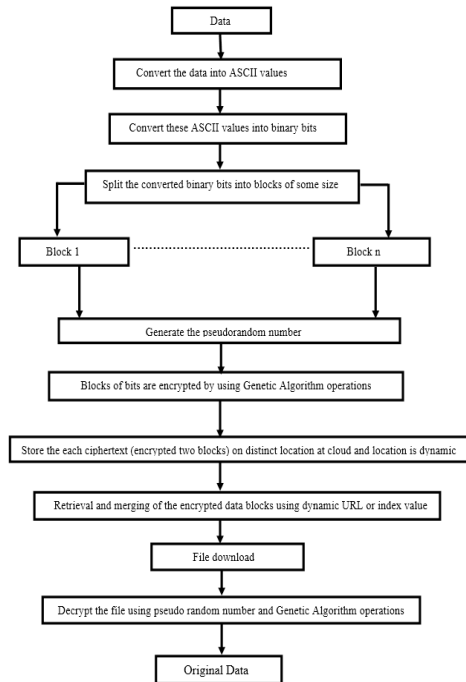 Data
Convert the data into ASCII values
Convert these ASCII values into binary bits
Split the converted binary bits into blocks of some size
Block 1
Block n
Generate the pseudorandom number
Blocks of bits are encrypted by using Genetic Algorithm operations
Store the each ciphertext (encrypted two blocks) on distinct location at cloud and location is dynamic
Retrieval and merging of the encrypted data blocks using dynamic URL or index value
File download
Decrypt the file using pseudo random number and Genetic Algorithm operations
Original Data